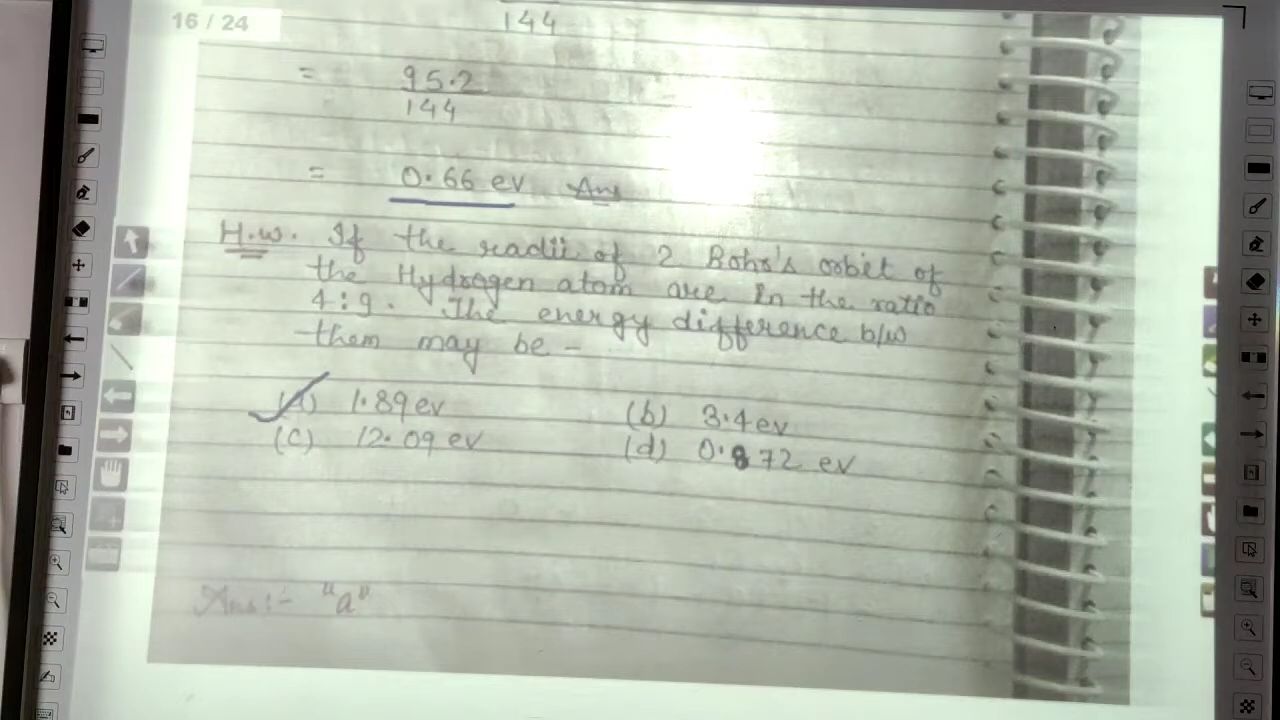 16 / 24
144
= 95.2
144
= 0.66 ev Ans
H.w. If the radii of 2 Bohr's orbit of
the Hydrogen atom are in the ratio
4:9. The energy difference b/w
them may be -
(a) 1.89 ev (b) 3.4 ev
(c) 12.09 ev (d) 0.872 ev
Ans:- "a"